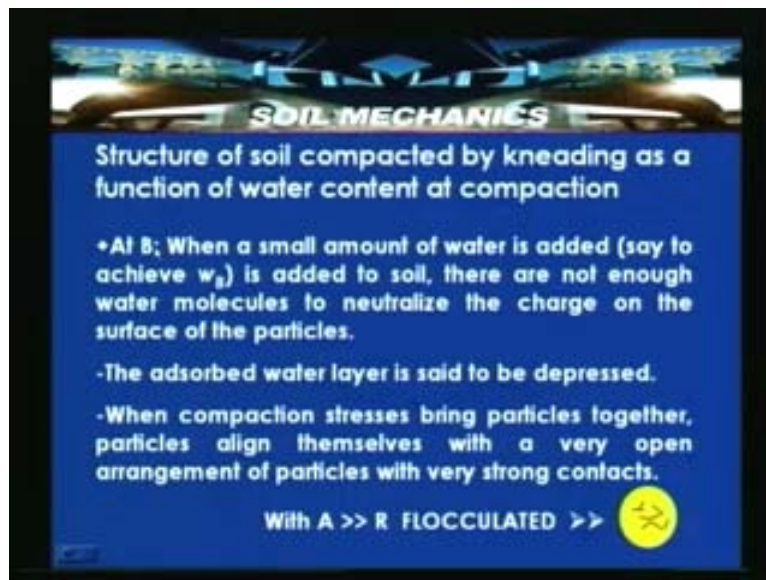 SOIL MECHANICS
Structure of soil compacted by kneading as a
function of water content at compaction
•At B; When a small amount of water is added (say to
achieve wB) is added to soil, there are not enough
water molecules to neutralize the charge on the
surface of the particles.
-The adsorbed water layer is said to be depressed.
-When compaction stresses bring particles together,
particles align themselves with a very open
arrangement of particles with very strong contacts.
With A >> R FLOCCULATED >>